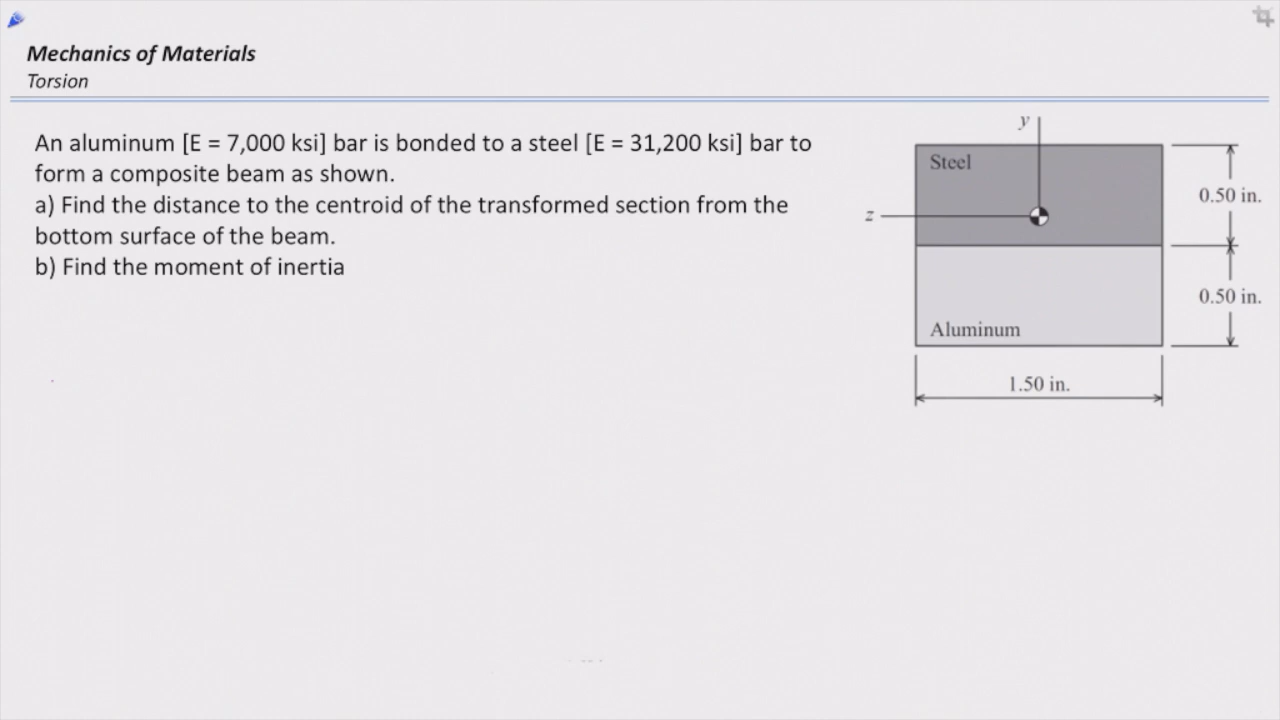 Mechanics of Materials
Torsion
An aluminum [E = 7,000 ksi] bar is bonded to a steel [E = 31,200 ksi] bar to
form a composite beam as shown.
a) Find the distance to the centroid of the transformed section from the
bottom surface of the beam.
b) Find the moment of inertia
y
Steel
0.50 in.
z
0.50 in.
Aluminum
1.50 in.